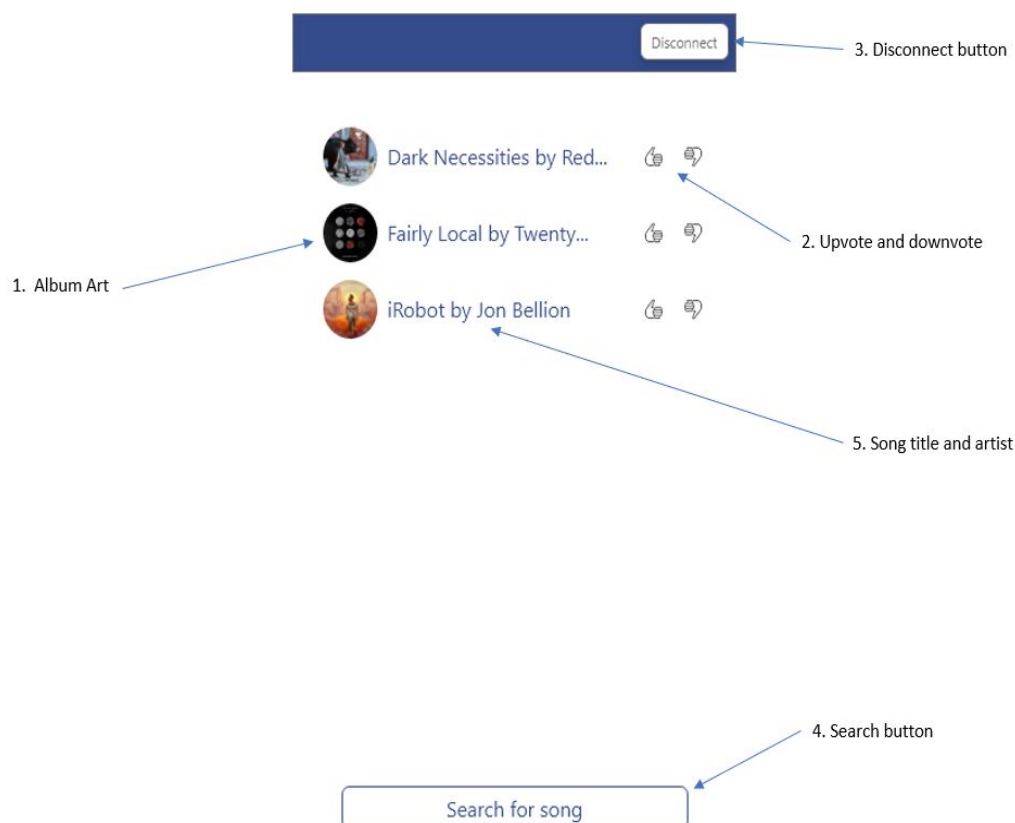 Disconnect
3. Disconnect button
Dark Necessities by Red...
Fairly Local by Twenty...
2. Upvote and downvote
1. Album Art
iRobot by Jon Bellion
5. Song title and artist
4. Search button
Search for song